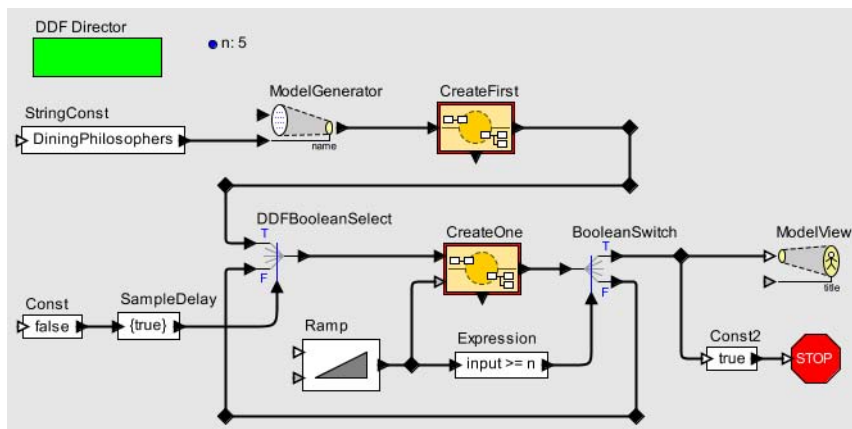 DDF Director
n: 5
ModelGenerator
CreateFirst
StringConst
DiningPhilosophers
name
DDFBooleanSelect
T
F
CreateOne
BooleanSwitch
T
F
ModelView
title
Const
false
SampleDelay
{true}
Ramp
Expression
input >= n
Const2
true
STOP